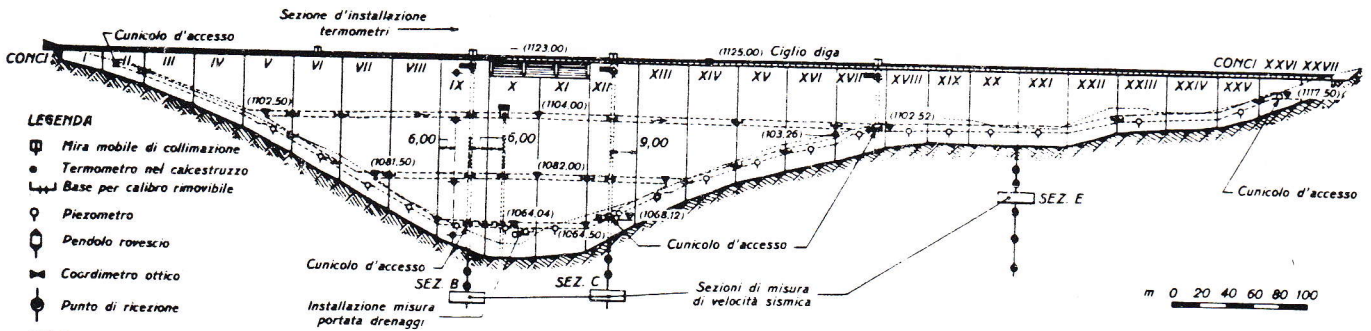 Sezione d'installazione
termometri
Cunicolo d'accesso
(1123.00)
(1125.00) Ciglio diga
CONCI I II III IV V VI VII VIII IX X XI XII XIII XIV XV XVI XVII XVIII XIX XX XXI XXII XXIII XXIV XXV CONCI XXVI XXVII
(1102.50)
(1104.00)
(1102.52)
(1117.50)
(1103.26)
6,00
6,00
9,00
(1081.50)
(1082.00)
(1064.04)
(1064.50)
(1068.12)
LEGENDA
Mira mobile di collimazione
Termometro nel calcestruzzo
Base per calibro rimovibile
Piezometro
Pendolo rovescio
Coordimetro ottico
Punto di ricezione
Cunicolo d'accesso
Cunicolo d'accesso
Cunicolo d'accesso
SEZ. B
SEZ. C
SEZ. E
Installazione misura
portata drenaggi
Sezioni di misura
di velocità sismica
m 0 20 40 60 80 100